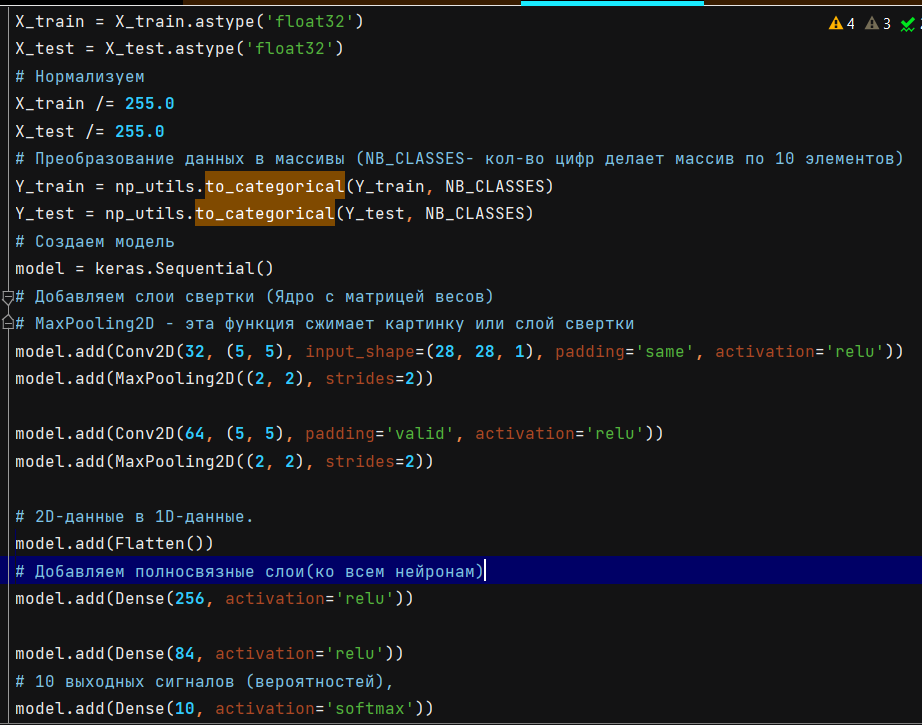 X_train = X_train.astype('float32')
4 3
X_test = X_test.astype('float32')
# Нормализуем
X_train /= 255.0
X_test /= 255.0
# Преобразование данных в массивы (NB_CLASSES- кол-во цифр делает массив по 10 элементов)
Y_train = np_utils.to_categorical(Y_train, NB_CLASSES)
Y_test = np_utils.to_categorical(Y_test, NB_CLASSES)
# Создаем модель
model = keras.Sequential()
# Добавляем слои свертки (Ядро с матрицей весов)
# MaxPooling2D - эта функция сжимает картинку или слой свертки
model.add(Conv2D(32, (5, 5), input_shape=(28, 28, 1), padding='same', activation='relu'))
model.add(MaxPooling2D((2, 2), strides=2))
model.add(Conv2D(64, (5, 5), padding='valid', activation='relu'))
model.add(MaxPooling2D((2, 2), strides=2))
# 2D-данные в 1D-данные.
model.add(Flatten())
# Добавляем полносвязные слои(ко всем нейронам)
model.add(Dense(256, activation='relu'))
model.add(Dense(84, activation='relu'))
# 10 выходных сигналов (вероятностей),
model.add(Dense(10, activation='softmax'))